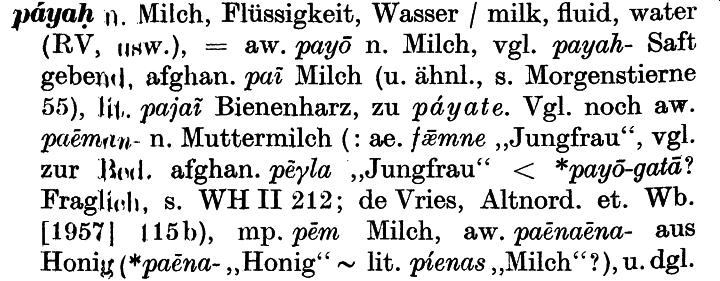 páyaḥ n. Milch, Flüssigkeit, Wasser / milk, fluid, water
(RV, usw.), = aw. payō n. Milch, vgl. payah- Saft
gebend, afghan. paī Milch (u. ähnl., s. Morgenstierne
55), lit. pajaĩ Bienenharz, zu páyate. Vgl. noch aw.
paēman- n. Muttermilch (: ae. fǣmne „Jungfrau“, vgl.
zur Bed. afghan. pēγla „Jungfrau“ < *payō-gatā?
Fraglich, s. WH II 212; de Vries, Altnord. et. Wb.
[1957] 115b), mp. pēm Milch, aw. paēnaēna- aus
Honig (*paēna- „Honig“ ~ lit. píenas „Milch“?), u. dgl.